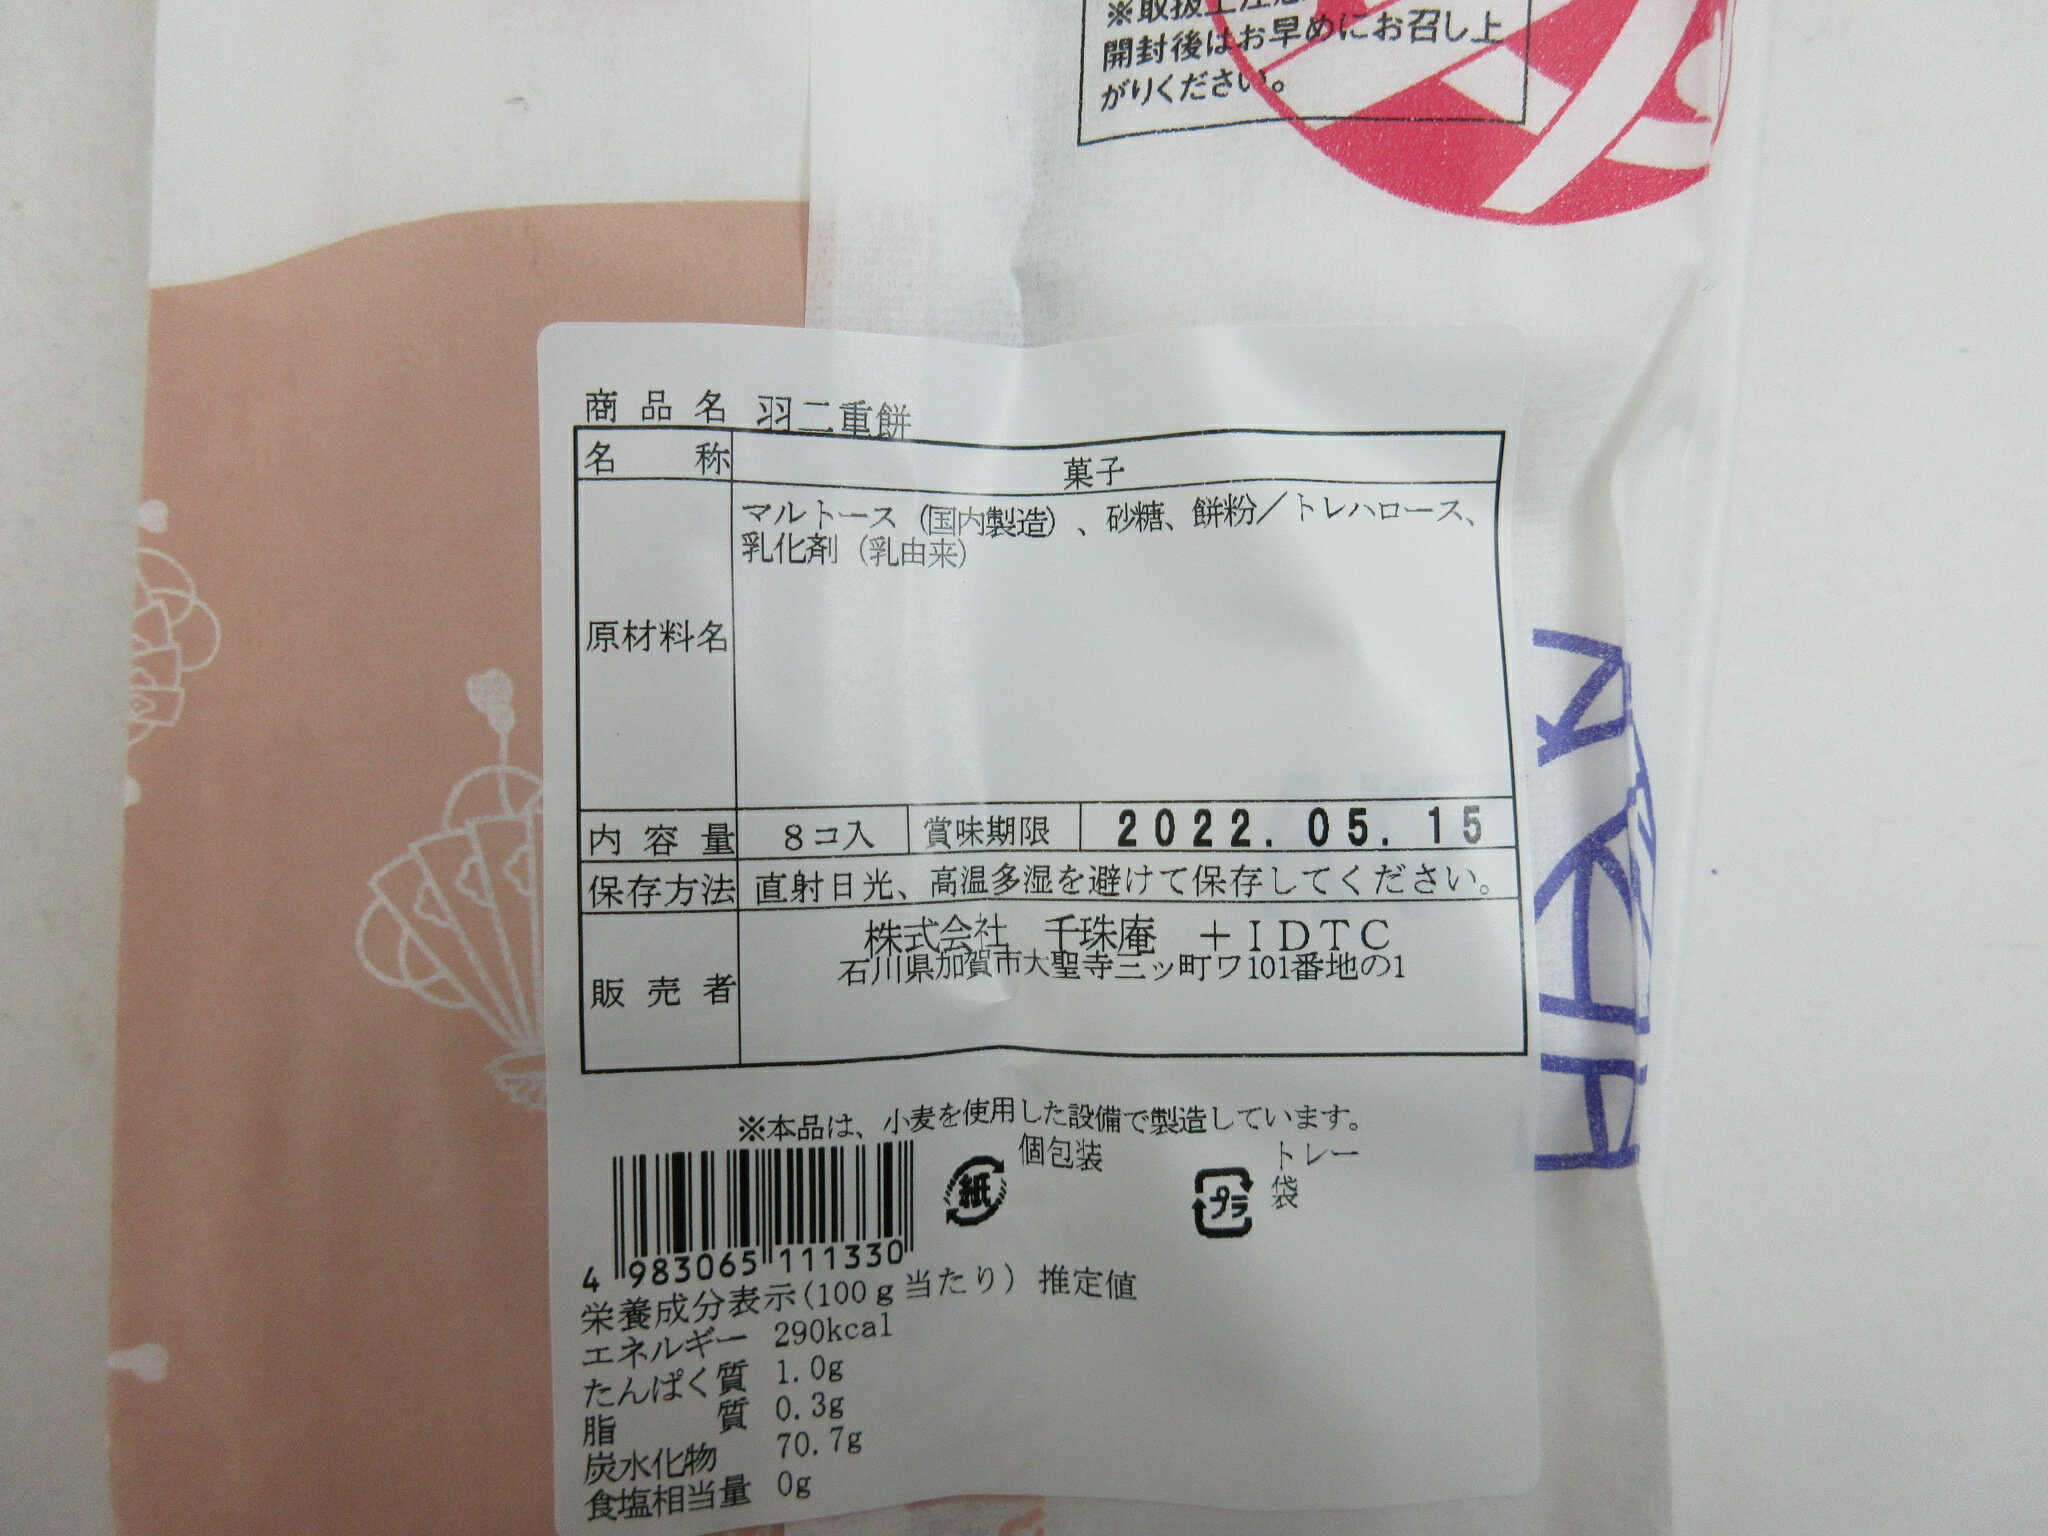 ※取扱上注意
開封後はお早めにお召し上
がりください。
商品名 羽二重餅
名称 菓子
原材料名 マルトース（国内製造）、砂糖、餅粉／トレハロース、
乳化剤（乳由来）
内容量 8コ入 賞味期限 2022.05.15
保存方法 直射日光、高温多湿を避けて保存してください。
販売者 株式会社 千珠庵 ＋IDTC
石川県加賀市大聖寺三ッ町ワ101番地の1
※本品は、小麦を使用した設備で製造しています。
紙 個包装
プラ トレー
袋
4 983065 111330
栄養成分表示(100g当たり) 推定値
エネルギー 290kcal
たんぱく質 1.0g
脂質 0.3g
炭水化物 70.7g
食塩相当量 0g